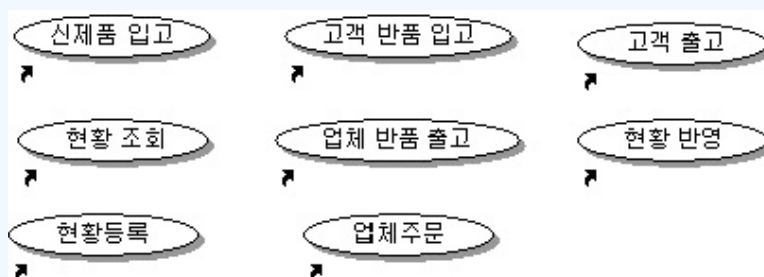 신제품 입고
고객 반품 입고
고객 출고
현황 조회
업체 반품 출고
현황 반영
현황등록
업체주문